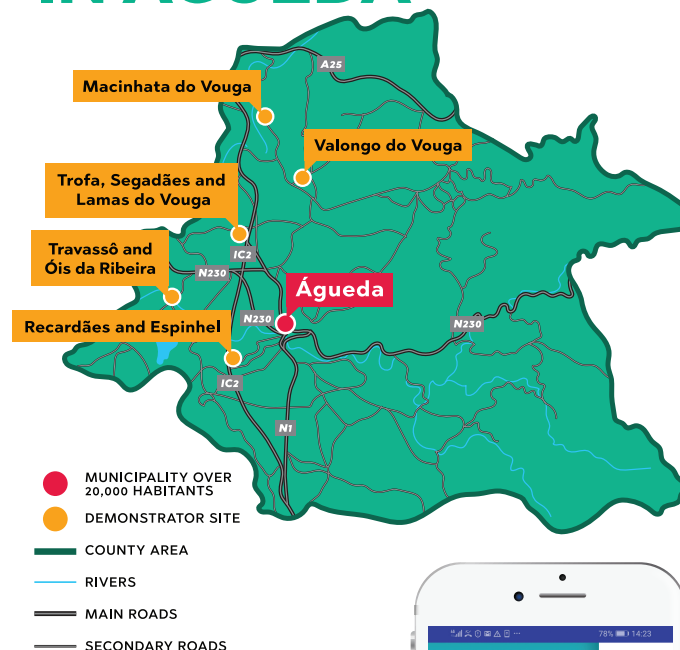 IN ÁGUEDA
A25
Macinhata do Vouga
Valongo do Vouga
Trofa, Segadães and
Lamas do Vouga
IC2
Travassô and
Óis da Ribeira
N230
Águeda
N230
N230
Recardães and Espinhel
IC2
N1
MUNICIPALITY OVER
20,000 HABITANTS
DEMONSTRATOR SITE
COUNTY AREA
RIVERS
MAIN ROADS
SECONDARY ROADS
78% 14:23